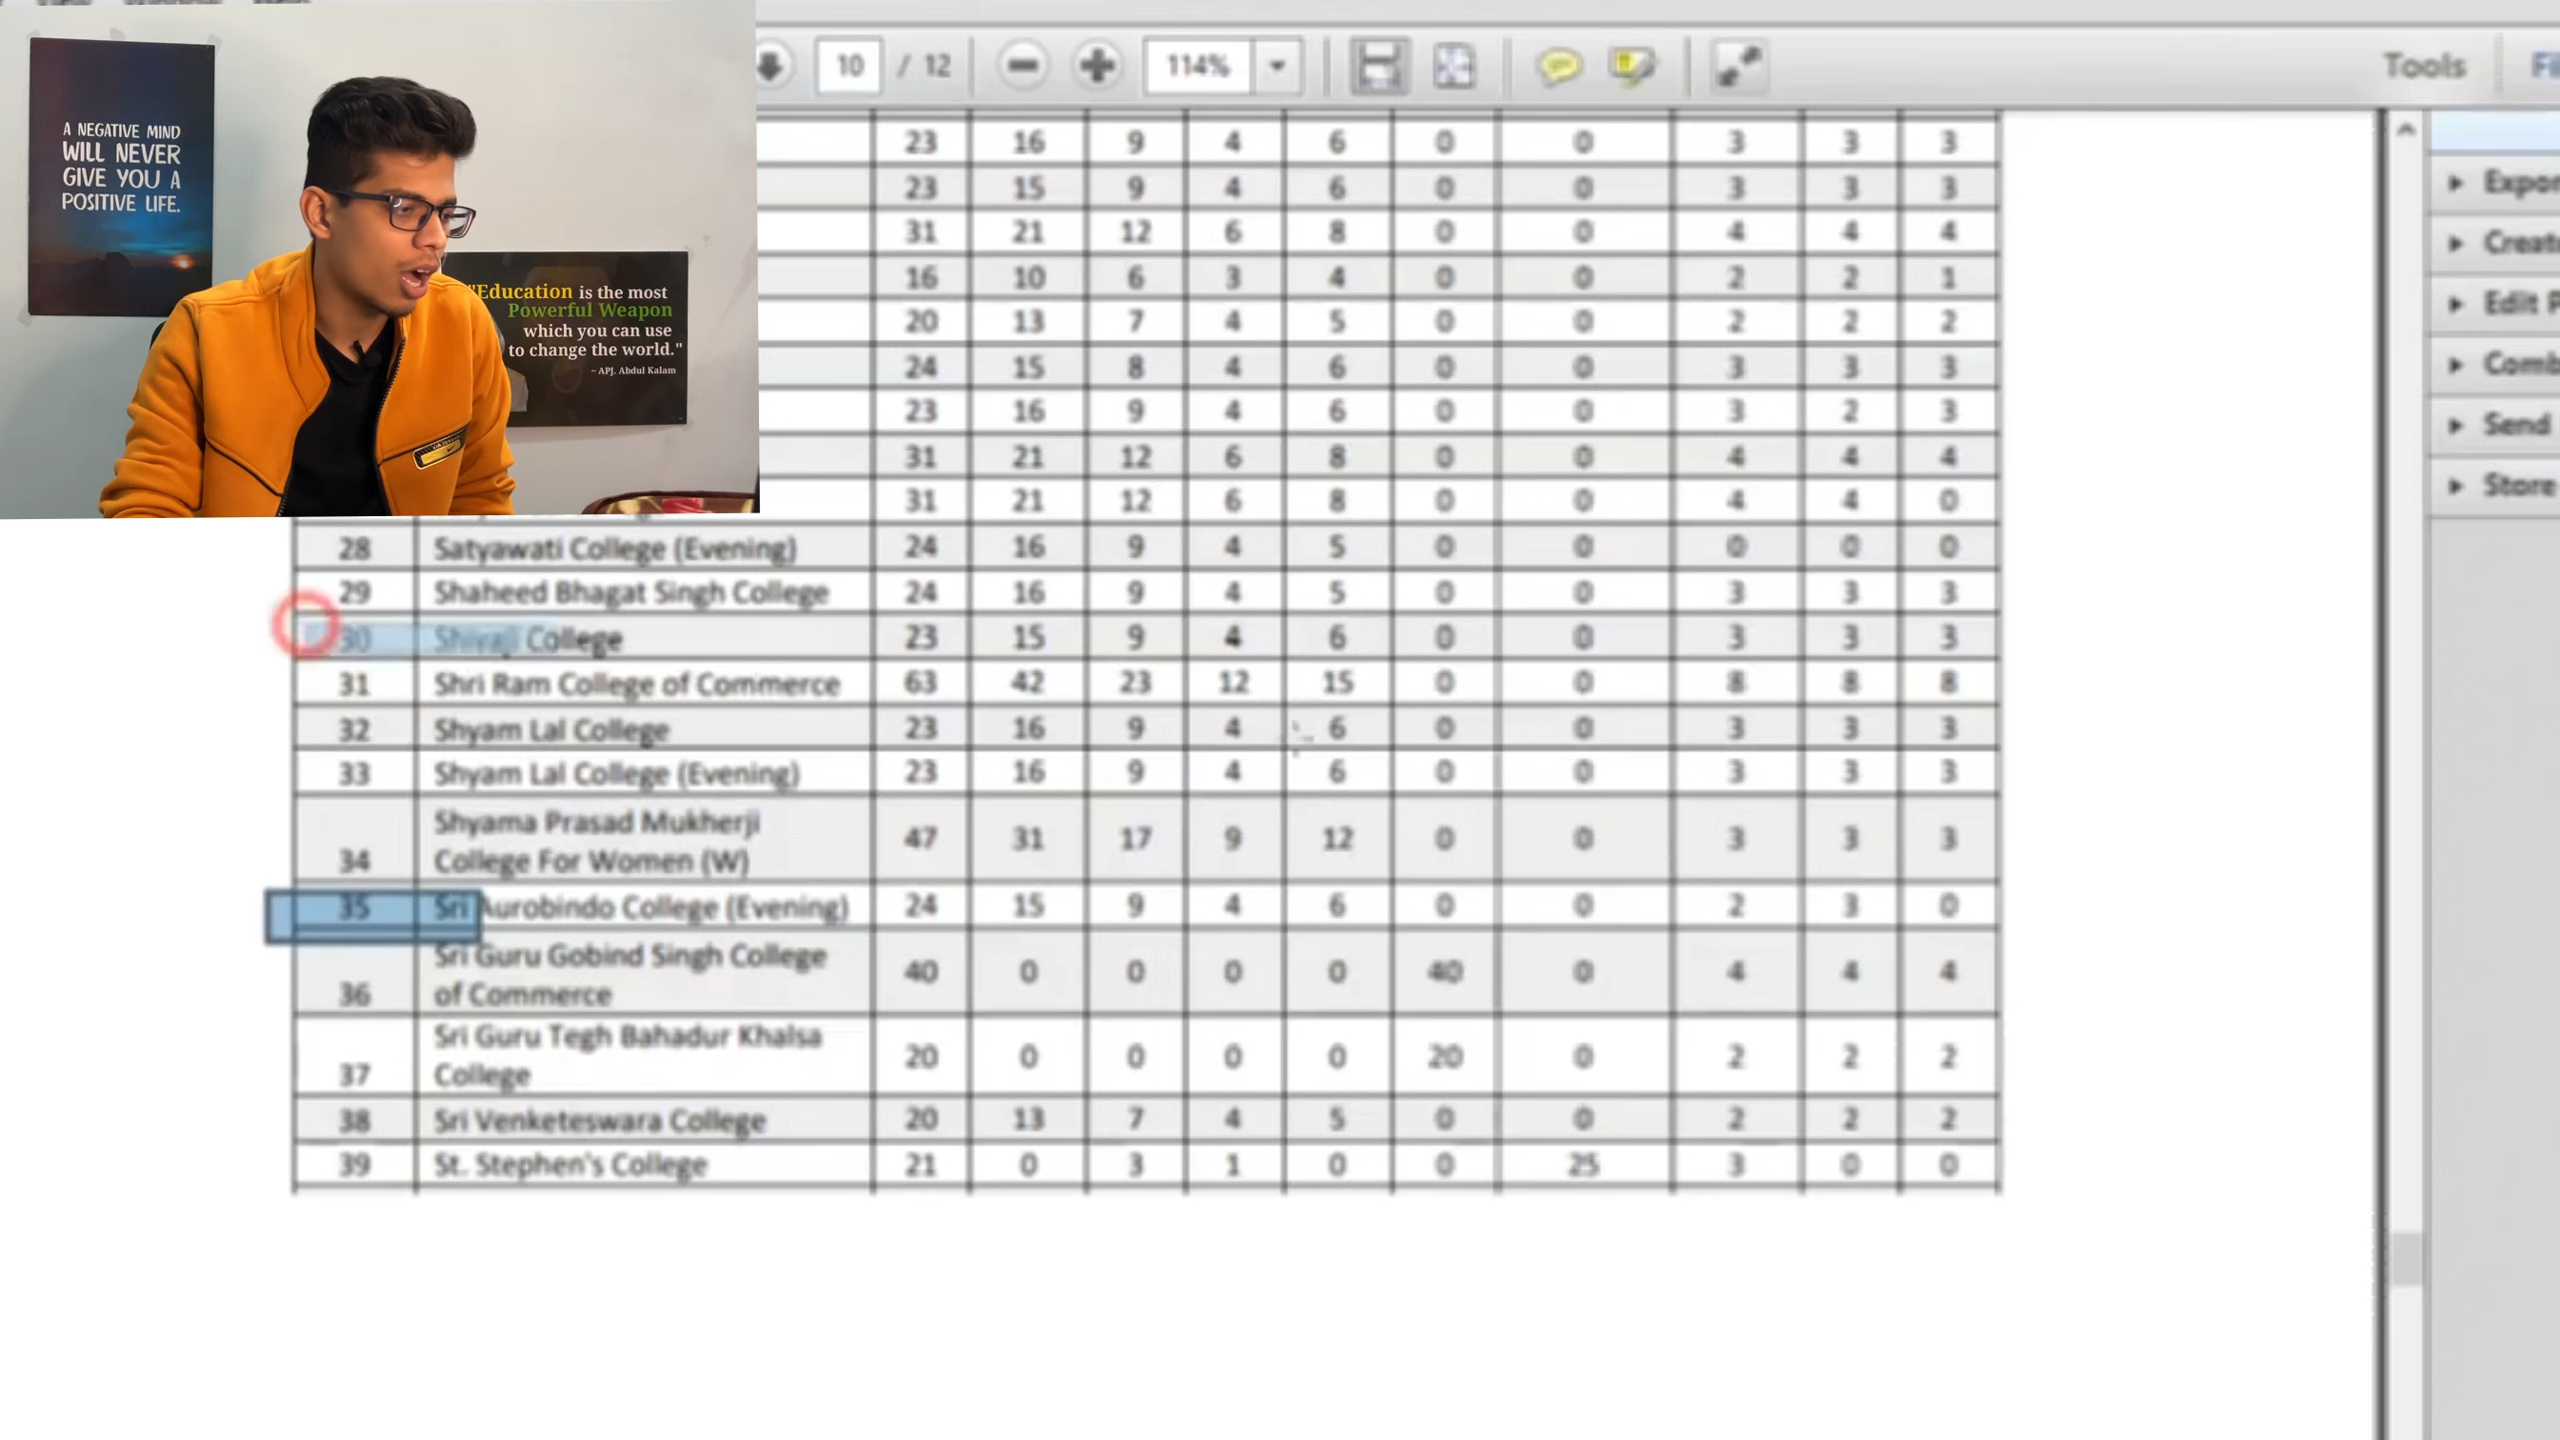 A NEGATIVE MIND
WILL NEVER
GIVE YOU A
POSITIVE LIFE.
"Education is the most
Powerful Weapon
which you can use
to change the world."
~ APJ. Abdul Kalam
10 / 12 114% Tools
23 16 9 4 6 0 0 3 3 3
23 15 9 4 6 0 0 3 3 3
31 21 12 6 8 0 0 4 4 4
16 10 6 3 4 0 0 2 2 1
20 13 7 4 5 0 0 2 2 2
24 15 8 4 6 0 0 3 3 3
23 16 9 4 6 0 0 3 2 3
31 21 12 6 8 0 0 4 4 4
31 21 12 6 8 0 0 4 4 0
28 Satyawati College (Evening) 24 16 9 4 5 0 0 0 0 0
29 Shaheed Bhagat Singh College 24 16 9 4 5 0 0 3 3 3
30 Shivaji College 23 15 9 4 6 0 0 3 3 3
31 Shri Ram College of Commerce 63 42 23 12 15 0 0 8 8 8
32 Shyam Lal College 23 16 9 4 6 0 0 3 3 3
33 Shyam Lal College (Evening) 23 16 9 4 6 0 0 3 3 3
Shyama Prasad Mukherji
34 College For Women (W) 47 31 17 9 12 0 0 3 3 3
35 Sri Aurobindo College (Evening) 24 15 9 4 6 0 0 2 3 0
Sri Guru Gobind Singh College
36 of Commerce 40 0 0 0 0 40 0 4 4 4
Sri Guru Tegh Bahadur Khalsa
37 College 20 0 0 0 0 20 0 2 2 2
38 Sri Venketeswara College 20 13 7 4 5 0 0 2 2 2
39 St. Stephen's College 21 0 3 1 0 0 25 3 0 0
Expor
Create
Edit P
Comb
Send
Store